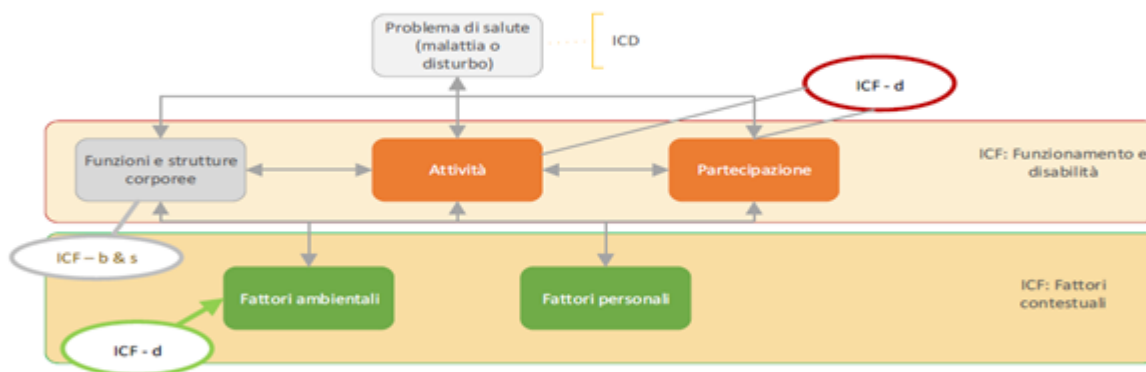 Problema di salute
(malattia o
disturbo)
ICD
ICF - d
Funzioni e strutture
corporee
Attività
Partecipazione
ICF: Funzionamento e
disabilità
ICF – b & s
Fattori ambientali
Fattori personali
ICF: Fattori
contestuali
ICF - d